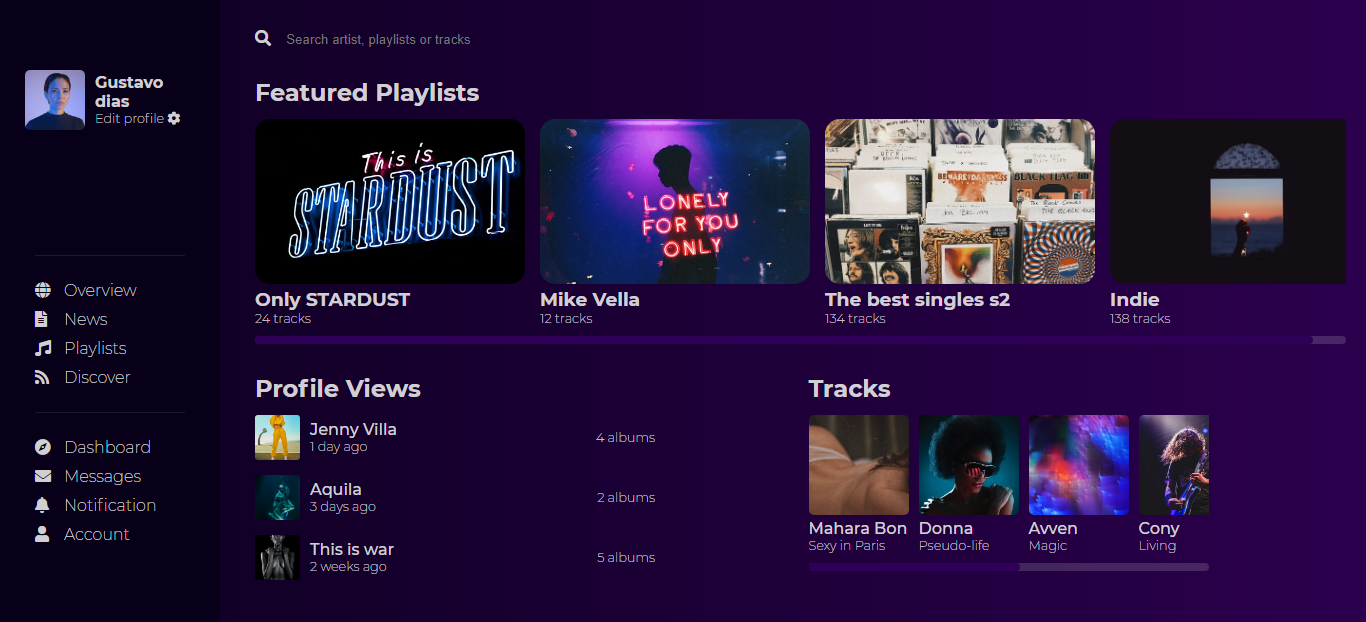 Search artist, playlists or tracks
Gustavo
dias
Edit profile
Overview
News
Playlists
Discover
Dashboard
Messages
Notification
Account
Featured Playlists
This is
STARDUST
Only STARDUST
24 tracks
LONELY
FOR YOU
ONLY
Mike Vella
12 tracks
BLACK FLAG
The best singles s2
134 tracks
Indie
138 tracks
Profile Views
Jenny Villa
1 day ago
4 albums
Aquila
3 days ago
2 albums
This is war
2 weeks ago
5 albums
Tracks
Mahara Bon
Sexy in Paris
Donna
Pseudo-life
Avven
Magic
Cony
Living